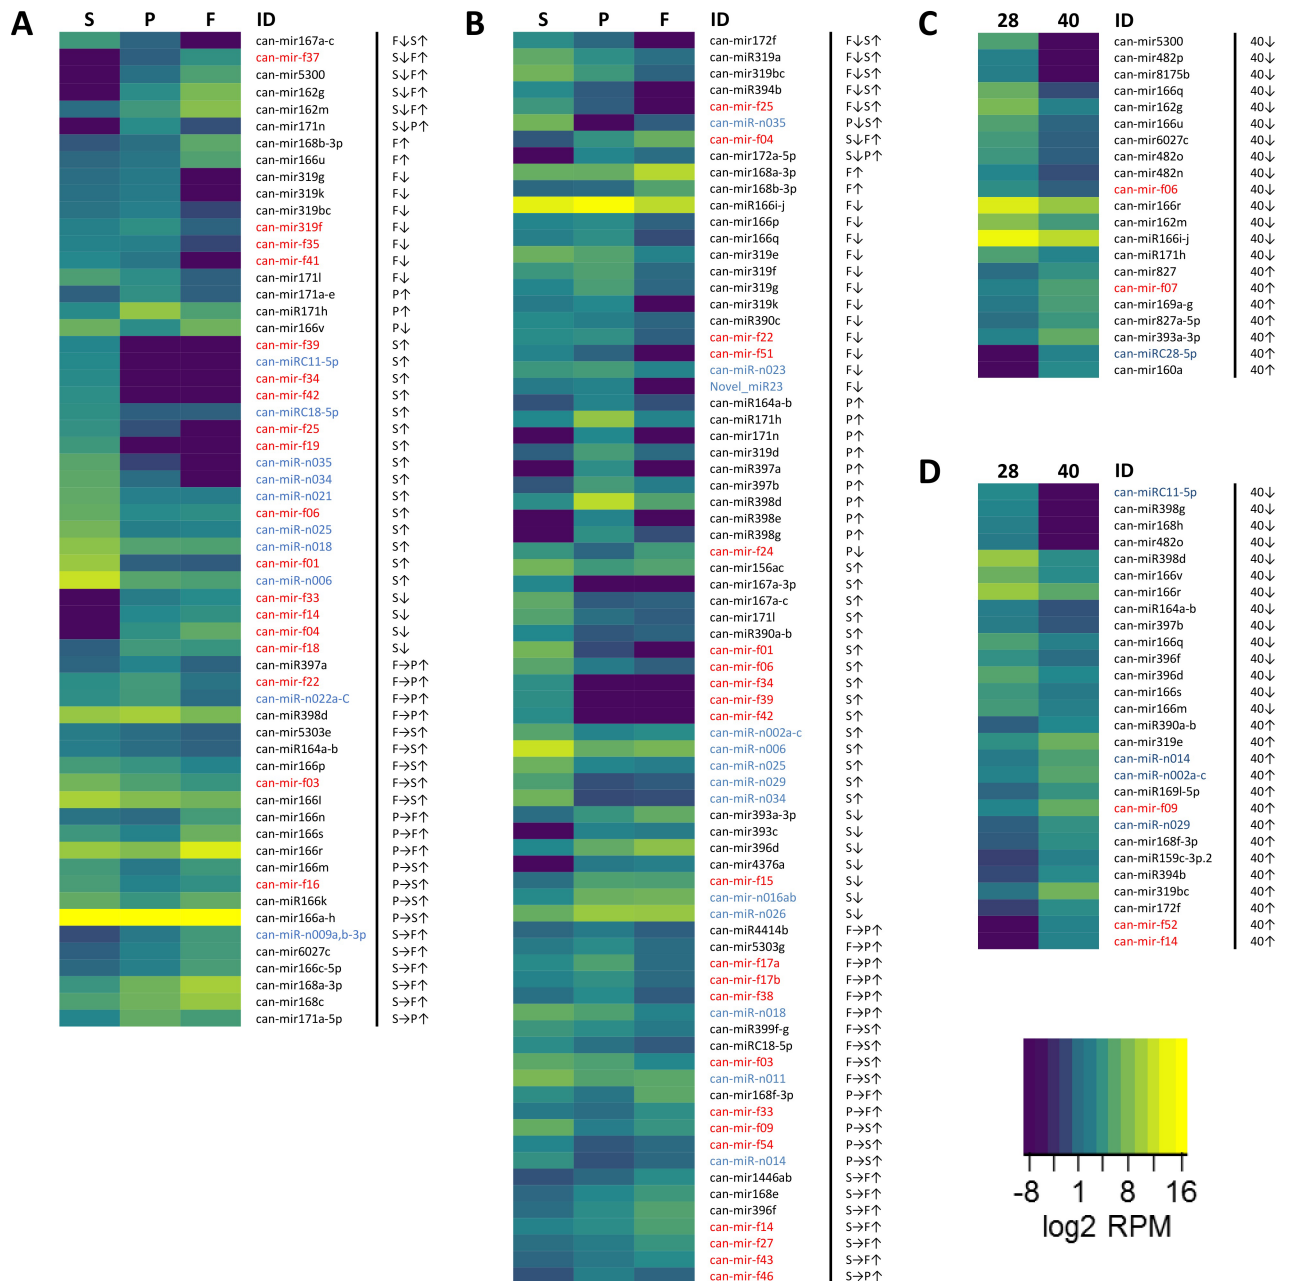 A
S P F ID
can-mir167a-c F↓S↑
can-mir-f37 S↓F↑
can-mir5300 S↓F↑
can-mir162g S↓F↑
can-mir162m S↓F↑
can-mir171n S↓P↑
can-mir168b-3p F↑
can-mir166u F↑
can-mir319g F↓
can-mir319k F↓
can-mir319bc F↓
can-mir319f F↓
can-mir-f35 F↓
can-mir-f41 F↓
can-mir171l F↓
can-mir171a-e P↑
can-miR171h P↑
can-mir166v P↓
can-mir-f39 S↑
can-miRC11-5p S↑
can-mir-f34 S↑
can-mir-f42 S↑
can-miRC18-5p S↑
can-mir-f25 S↑
can-mir-f19 S↑
can-miR-n035 S↑
can-miR-n034 S↑
can-miR-n021 S↑
can-mir-f06 S↑
can-miR-n025 S↑
can-miR-n018 S↑
can-mir-f01 S↑
can-miR-n006 S↑
can-mir-f33 S↓
can-mir-f14 S↓
can-mir-f04 S↓
can-mir-f18 S↓
can-miR397a F→P↑
can-mir-f22 F→P↑
can-miR-n022a-C F→P↑
can-miR398d F→P↑
can-mir5303e F→S↑
can-miR164a-b F→S↑
can-mir166p F→S↑
can-mir-f03 F→S↑
can-mir166l F→S↑
can-mir166n P→F↑
can-mir166s P→F↑
can-mir166r P→F↑
can-mir166m P→S↑
can-mir-f16 P→S↑
can-miR166k P→S↑
can-mir166a-h P→S↑
can-miR-n009a,b-3p S→F↑
can-mir6027c S→F↑
can-mir166c-5p S→F↑
can-mir168a-3p S→F↑
can-mir168c S→F↑
can-mir171a-5p S→P↑
B
S P F ID
can-mir172f F↓S↑
can-miR319a F↓S↑
can-mir319bc F↓S↑
can-miR394b F↓S↑
can-mir-f25 F↓S↑
can-miR-n035 P↓S↑
can-mir-f04 S↓F↑
can-mir172a-5p S↓P↑
can-mir168a-3p F↑
can-mir168b-3p F↑
can-miR166i-j F↓
can-mir166p F↓
can-mir166q F↓
can-mir319e F↓
can-mir319f F↓
can-mir319g F↓
can-mir319k F↓
can-miR390c F↓
can-mir-f22 F↓
can-mir-f51 F↓
can-miR-n023 F↓
Novel_miR23 F↓
can-miR164a-b P↑
can-miR171h P↑
can-mir171n P↑
can-mir319d P↑
can-miR397a P↑
can-mir397b P↑
can-miR398d P↑
can-miR398e P↑
can-miR398g P↑
can-mir-f24 P↓
can-mir156ac S↑
can-mir167a-3p S↑
can-mir167a-c S↑
can-mir171l S↑
can-miR390a-b S↑
can-mir-f01 S↑
can-mir-f06 S↑
can-mir-f34 S↑
can-mir-f39 S↑
can-mir-f42 S↑
can-miR-n002a-c S↑
can-miR-n006 S↑
can-miR-n025 S↑
can-miR-n029 S↑
can-miR-n034 S↑
can-mir393a-3p S↓
can-mir393c S↓
can-mir396d S↓
can-mir4376a S↓
can-mir-f15 S↓
can-mir-n016ab S↓
can-miR-n026 S↓
can-miR4414b F→P↑
can-mir5303g F→P↑
can-mir-f17a F→P↑
can-mir-f17b F→P↑
can-mir-f38 F→P↑
can-miR-n018 F→P↑
can-miR399f-g F→S↑
can-miRC18-5p F→S↑
can-mir-f03 F→S↑
can-miR-n011 F→S↑
can-mir168f-3p P→F↑
can-mir-f33 P→F↑
can-mir-f09 P→S↑
can-mir-f54 P→S↑
can-miR-n014 P→S↑
can-mir1446ab S→F↑
can-mir168e S→F↑
can-mir396f S→F↑
can-mir-f14 S→F↑
can-mir-f27 S→F↑
can-mir-f43 S→F↑
can-mir-f46 S→P↑
C
28 40 ID
can-mir5300 40↓
can-mir482p 40↓
can-mir8175b 40↓
can-mir166q 40↓
can-mir162g 40↓
can-mir166u 40↓
can-mir6027c 40↓
can-mir482o 40↓
can-mir482n 40↓
can-mir-f06 40↓
can-mir166r 40↓
can-mir162m 40↓
can-miR166i-j 40↓
can-miR171h 40↓
can-mir827 40↑
can-mir-f07 40↑
can-mir169a-g 40↑
can-mir827a-5p 40↑
can-mir393a-3p 40↑
can-miRC28-5p 40↑
can-mir160a 40↑
D
28 40 ID
can-miRC11-5p 40↓
can-miR398g 40↓
can-mir168h 40↓
can-mir482o 40↓
can-miR398d 40↓
can-mir166v 40↓
can-mir166r 40↓
can-miR164a-b 40↓
can-mir397b 40↓
can-mir166q 40↓
can-mir396f 40↓
can-mir396d 40↓
can-mir166s 40↓
can-mir166m 40↓
can-miR390a-b 40↑
can-mir319e 40↑
can-miR-n014 40↑
can-miR-n002a-c 40↑
can-miR169l-5p 40↑
can-mir-f09 40↑
can-miR-n029 40↑
can-mir168f-3p 40↑
can-miR159c-3p.2 40↑
can-miR394b 40↑
can-mir319bc 40↑
can-mir172f 40↑
can-mir-f52 40↑
can-mir-f14 40↑
-8 1 8 16
log2 RPM